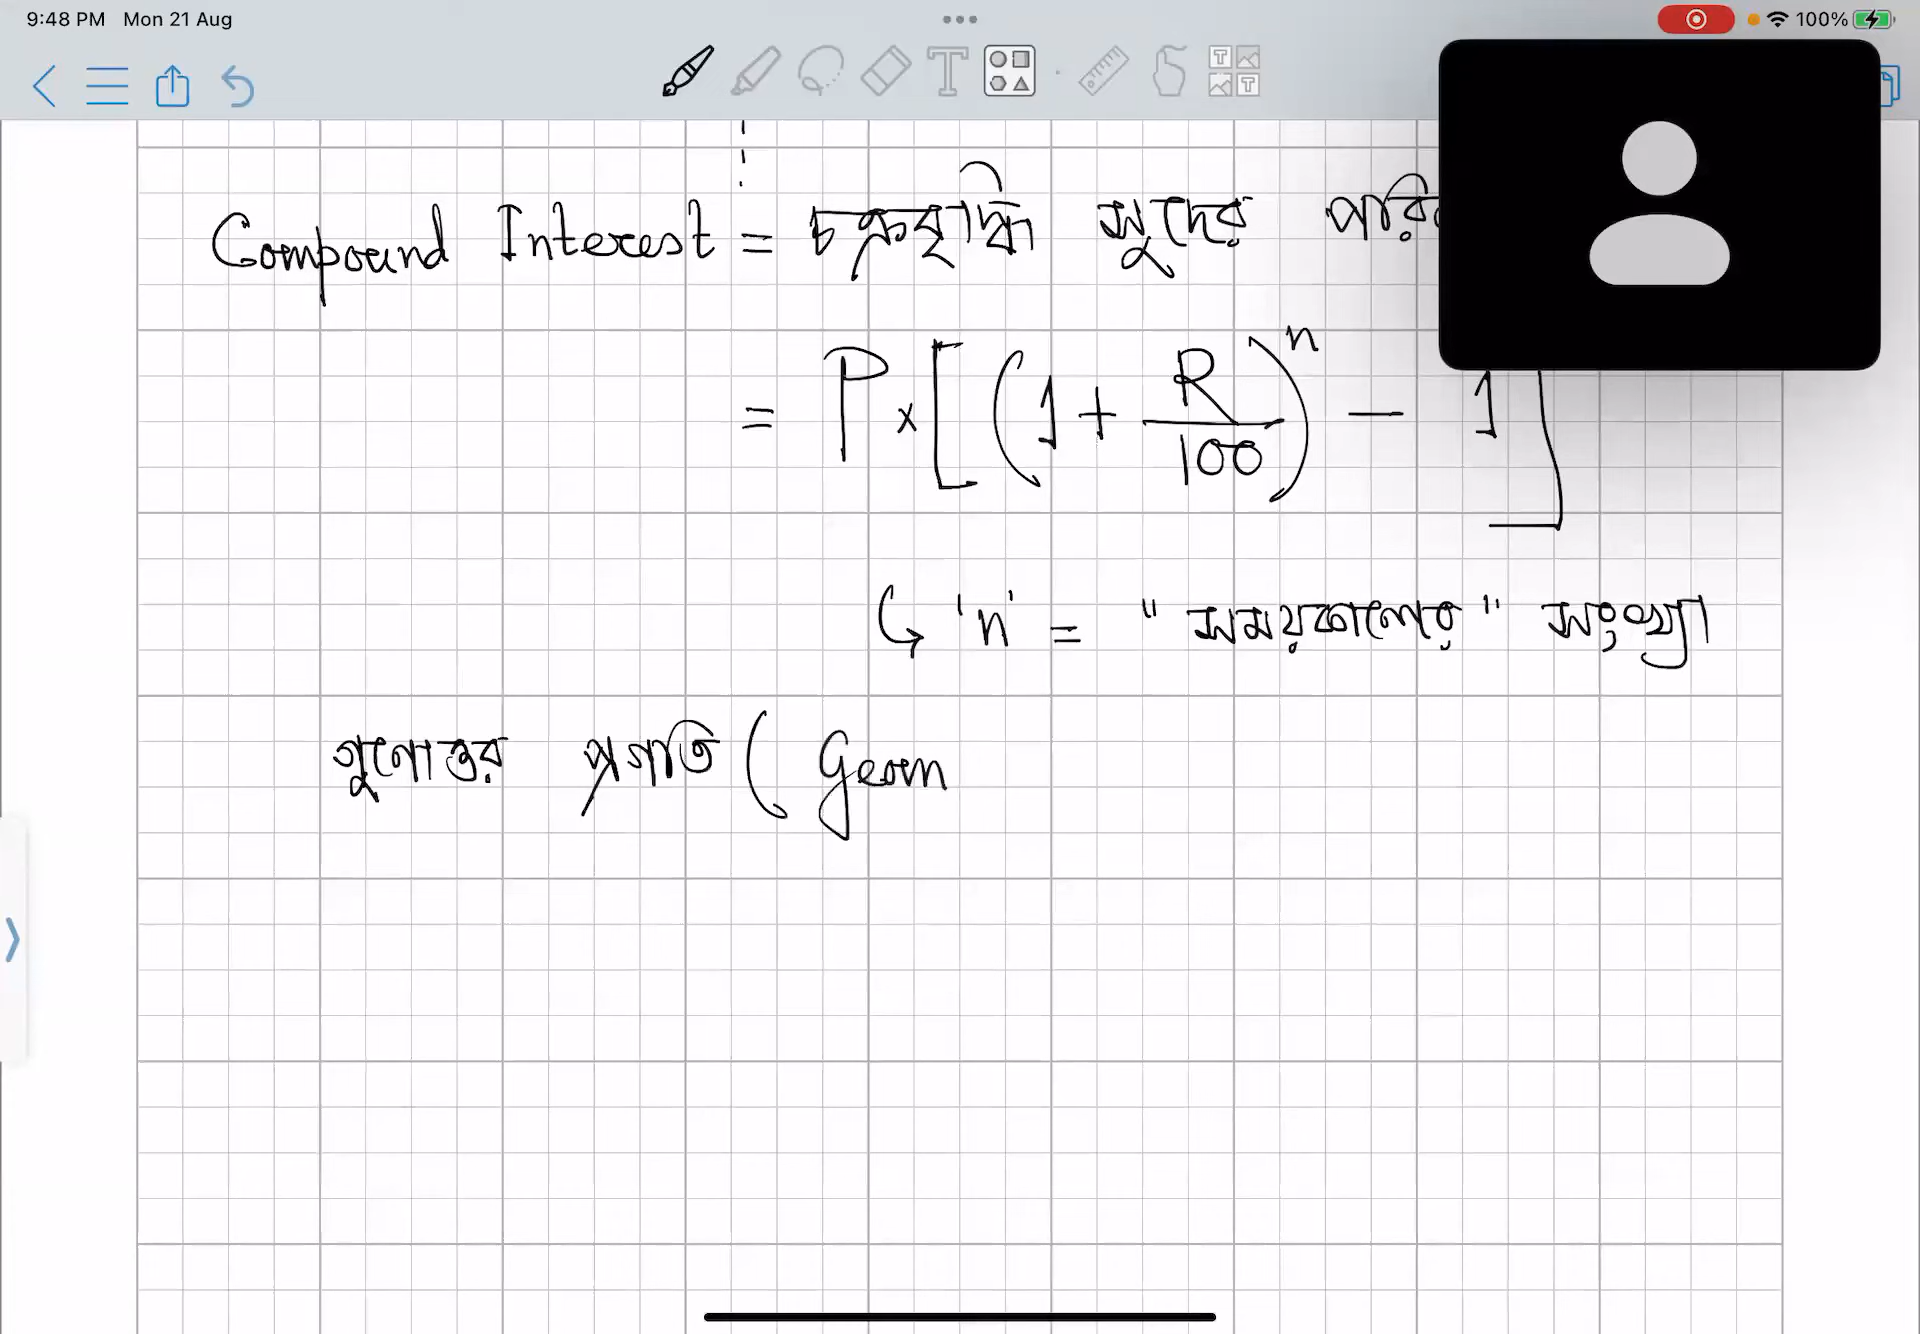 9:48 PM Mon 21 Aug
100%
Compound Interest = চক্রবৃদ্ধি সুদের
= P × [ ( 1 + R/100 )^n - 1 ]
↳ 'n' = "সময়কালের" সংখ্যা
গুণোত্তর প্রগতি ( Geom